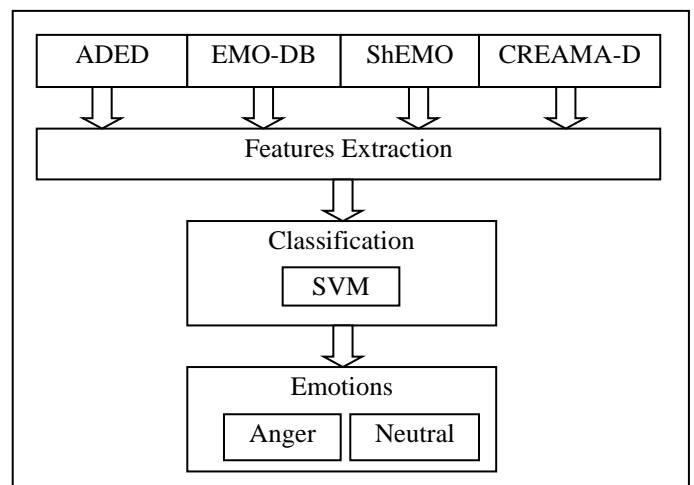 ADED EMO-DB ShEMO CREAMA-D
Features Extraction
Classification
SVM
Emotions
Anger Neutral